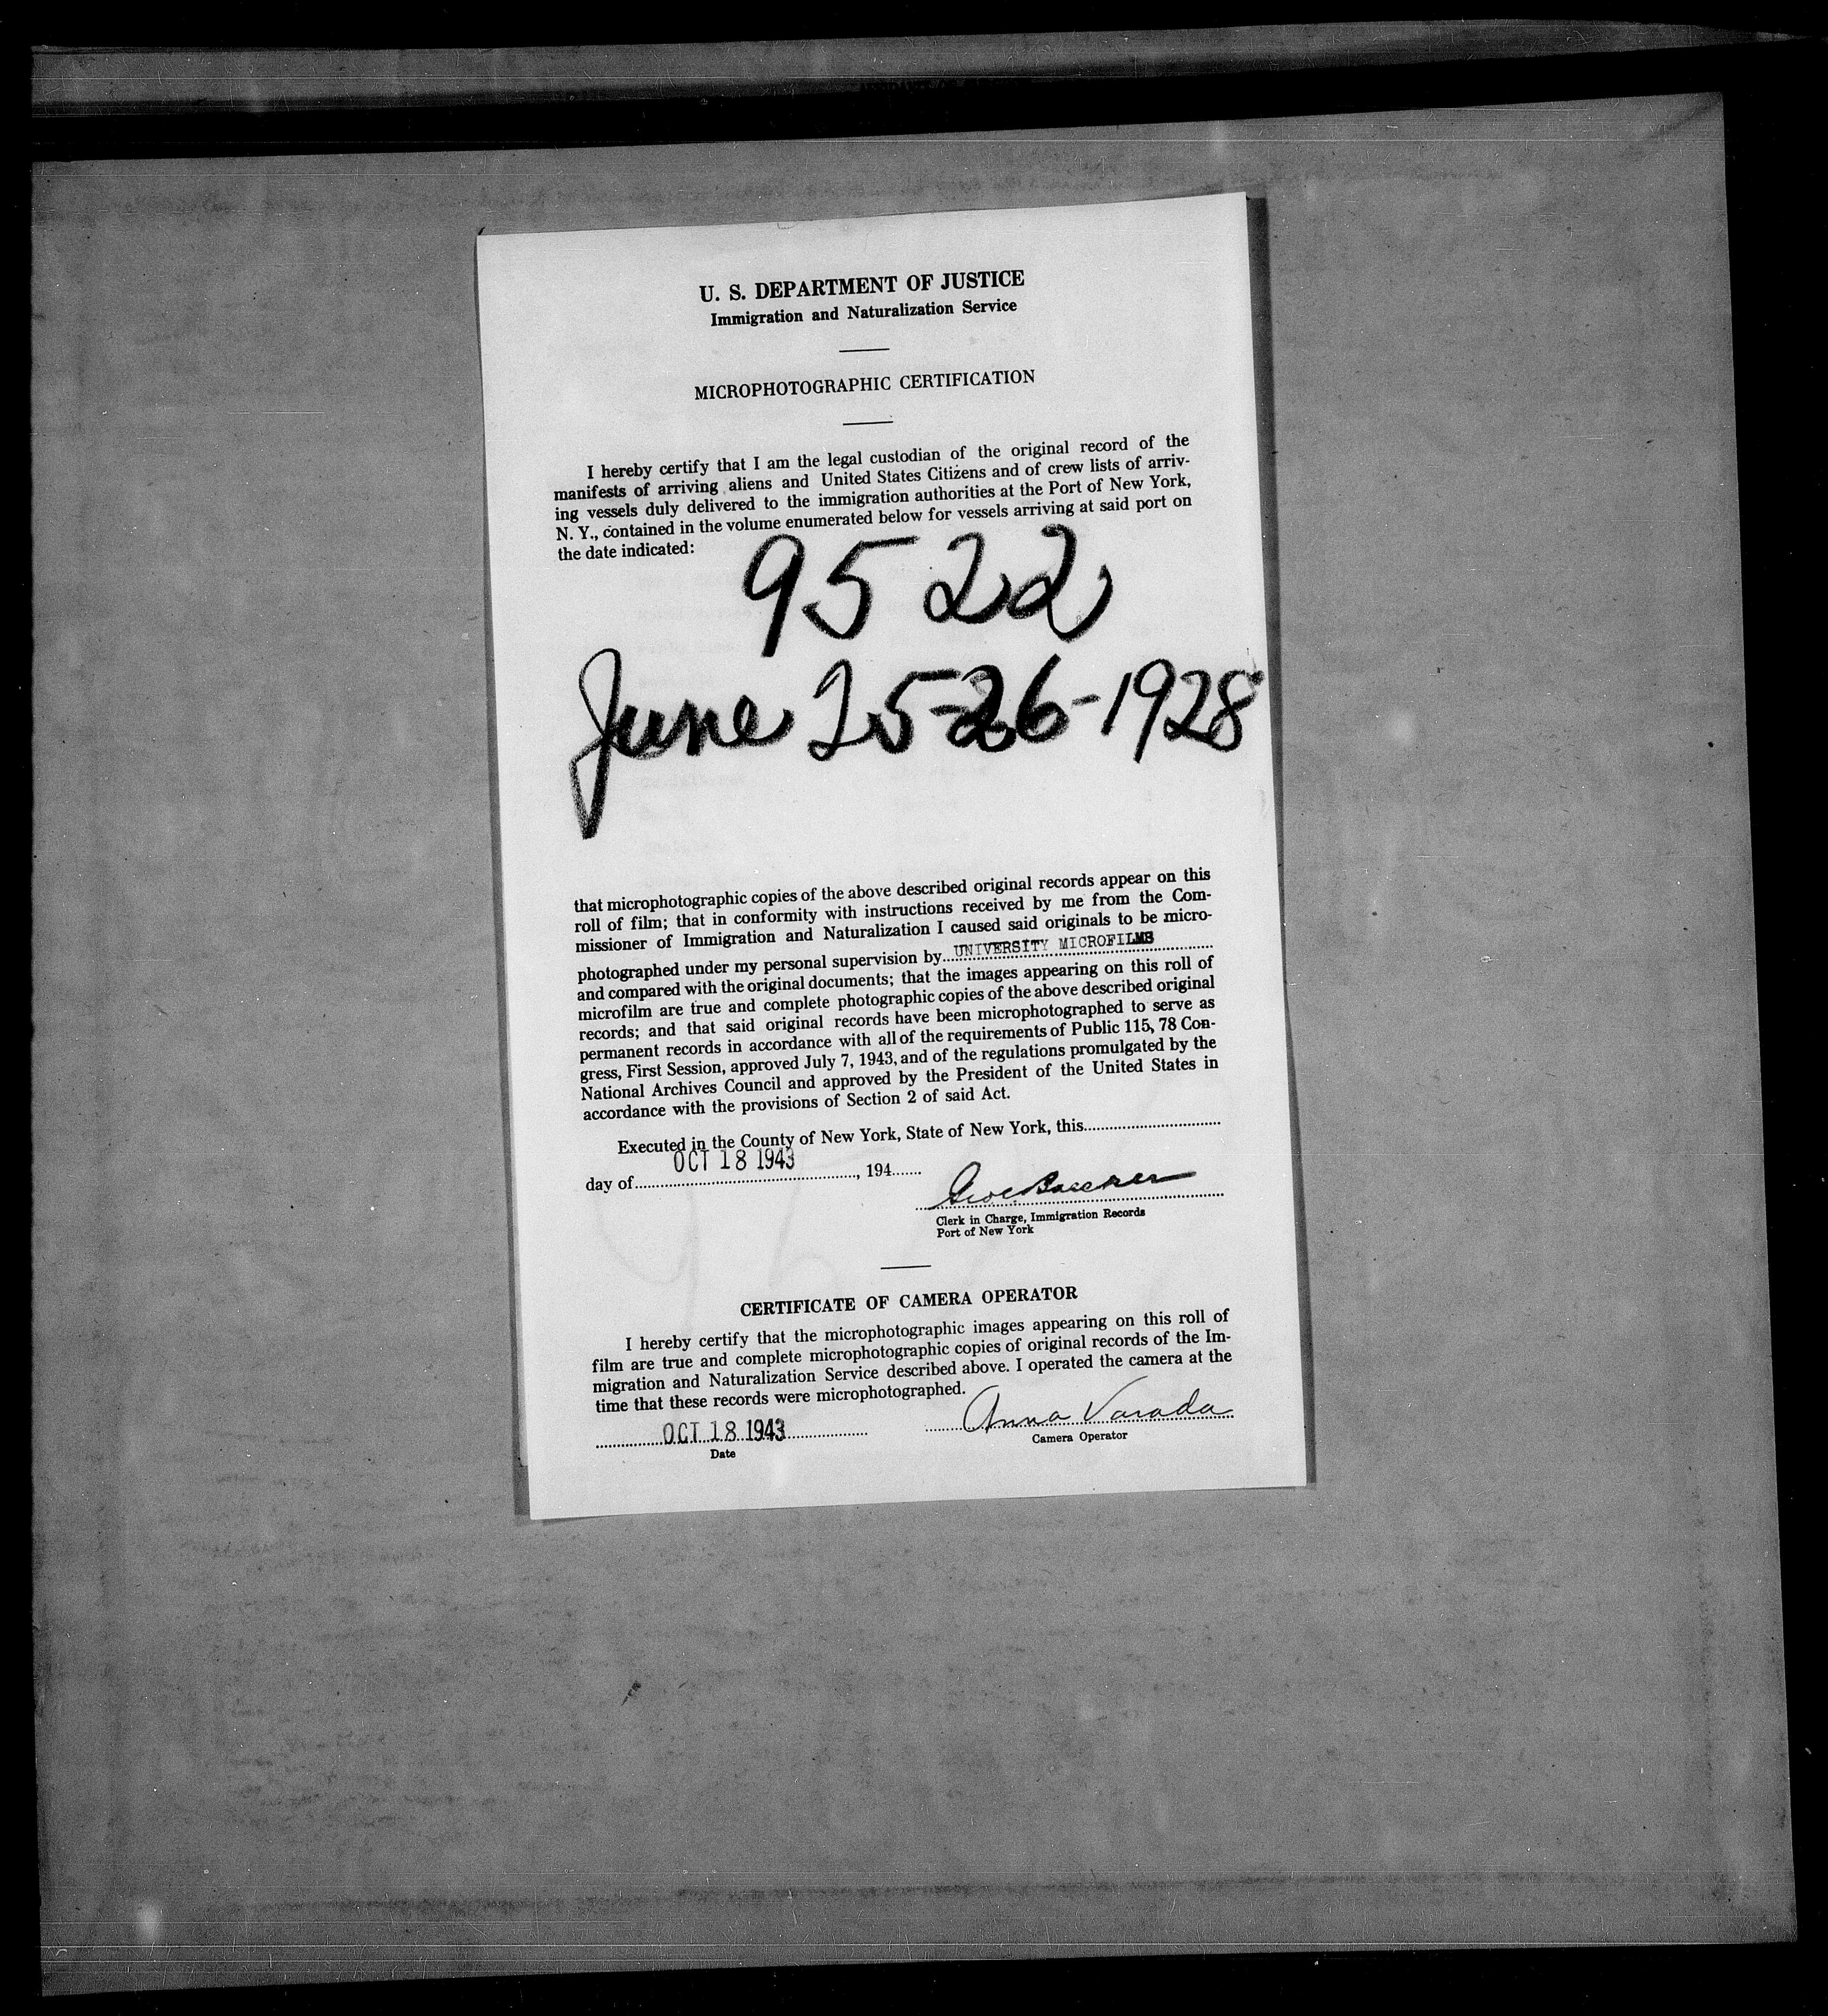 U. S. DEPARTMENT OF JUSTICE
Immigration and Naturalization Service
MICROPHOTOGRAPHIC CERTIFICATION
I hereby certify that I am the legal custodian of the original record of the
manifests of arriving aliens and United States Citizens and of crew lists of arriv-
ing vessels duly delivered to the immigration authorities at the Port of New York,
N. Y., contained in the volume enumerated below for vessels arriving at said port on
the date indicated:
9522
June 25-26-1928
that microphotographic copies of the above described original records appear on this
roll of film; that in conformity with instructions received by me from the Com-
missioner of Immigration and Naturalization I caused said originals to be micro-
photographed under my personal supervision by UNIVERSITY MICROFILMS
and compared with the original documents; that the images appearing on this roll of
microfilm are true and complete photographic copies of the above described original
records; and that said original records have been microphotographed to serve as
permanent records in accordance with all of the requirements of Public 115, 78 Con-
gress, First Session, approved July 7, 1943, and of the regulations promulgated by the
National Archives Council and approved by the President of the United States in
accordance with the provisions of Section 2 of said Act.
Executed in the County of New York, State of New York, this
OCT 18 1943
day of , 194
Clerk in Charge, Immigration Records
Port of New York
CERTIFICATE OF CAMERA OPERATOR
I hereby certify that the microphotographic images appearing on this roll of
film are true and complete microphotographic copies of original records of the Im-
migration and Naturalization Service described above. I operated the camera at the
time that these records were microphotographed.
OCT 18 1943 Anna Varada
Date Camera Operator